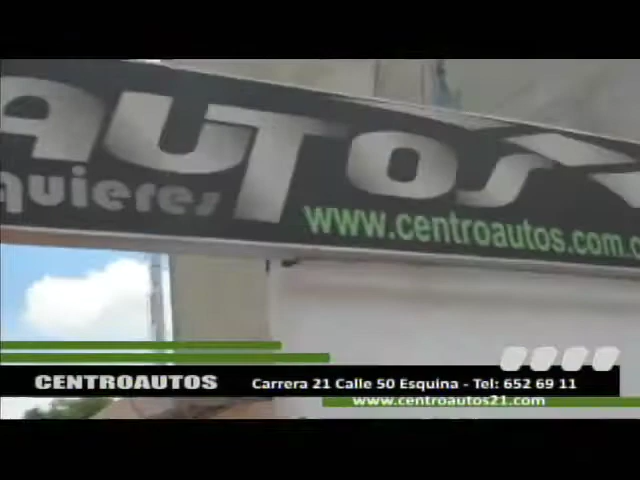 AUTOS
quieres
www.centroautos.com.c
CENTROAUTOS
Carrera 21 Calle 50 Esquina - Tel: 652 69 11
www.centroautos21.com